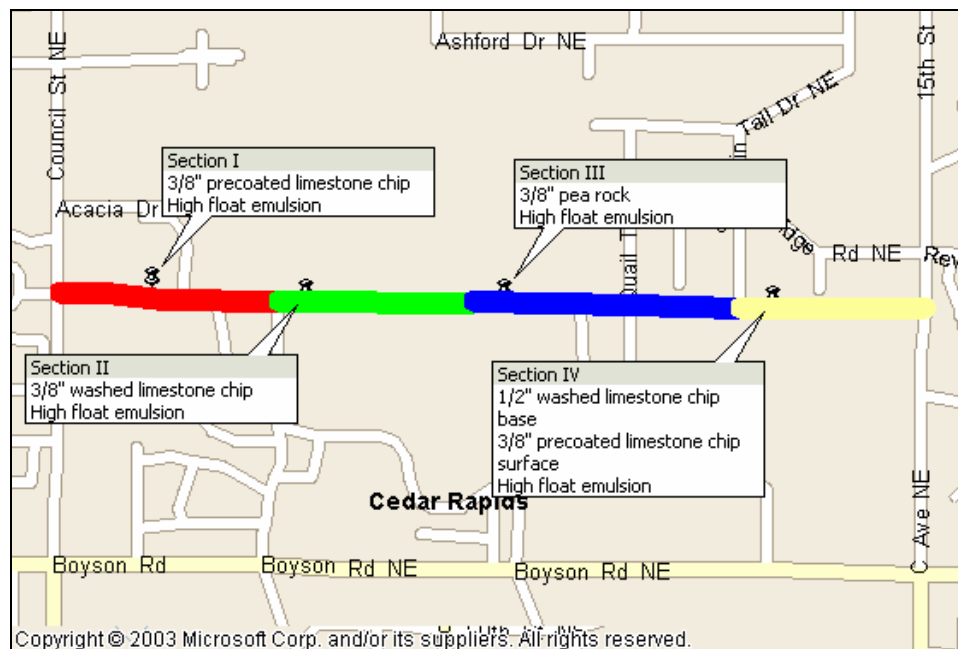 Ashford Dr NE
Council St NE
15th St
Tail Dr NE
Section I
3/8" precoated limestone chip
High float emulsion
Section III
3/8" pea rock
High float emulsion
Acacia Dr
Quail
Rd NE
Section II
3/8" washed limestone chip
High float emulsion
Section IV
1/2" washed limestone chip
base
3/8" precoated limestone chip
surface
High float emulsion
Cedar Rapids
C Ave NE
Boyson Rd
Boyson Rd NE
Boyson Rd NE
Copyright © 2003 Microsoft Corp. and/or its suppliers. All rights reserved.